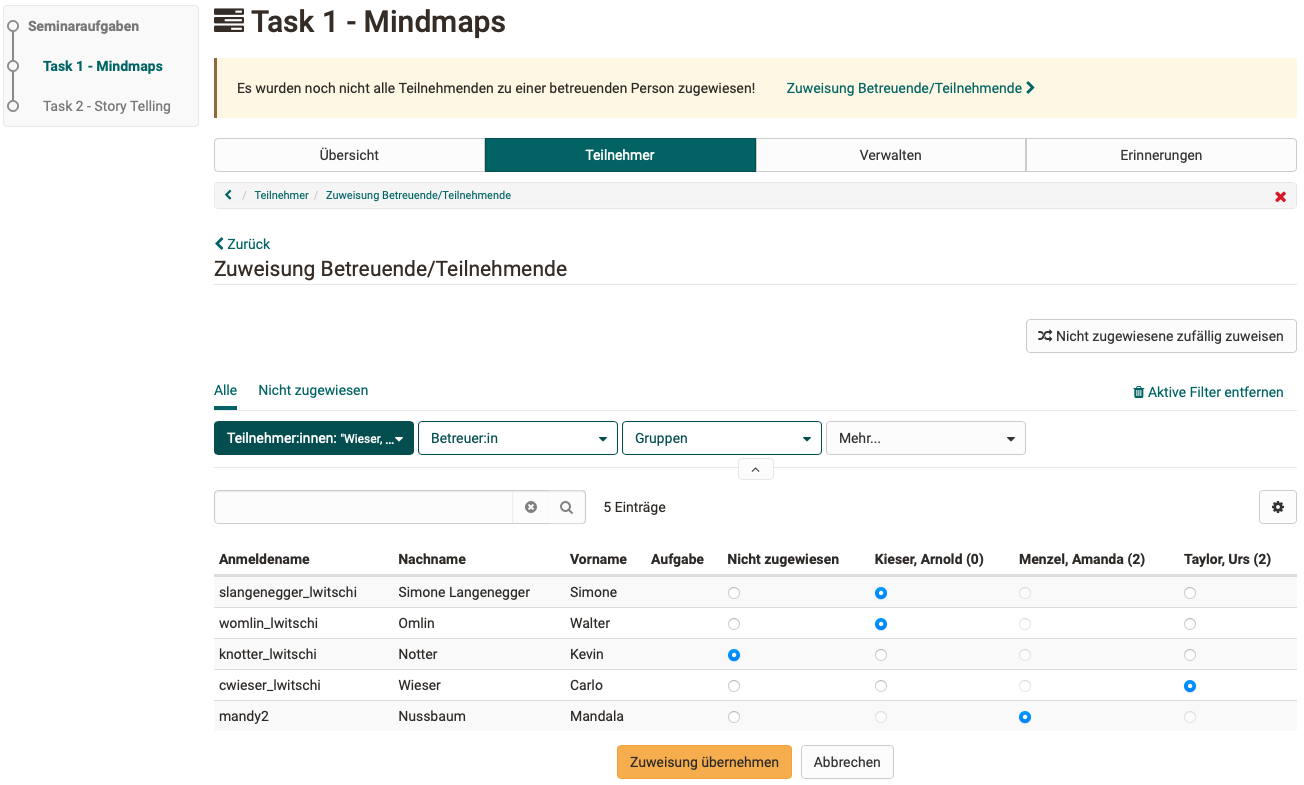 Seminaraufgaben
Task 1 - Mindmaps
Task 2 - Story Telling
Task 1 - Mindmaps
Es wurden noch nicht alle Teilnehmenden zu einer betreuenden Person zugewiesen! Zuweisung Betreuende/Teilnehmende
Übersicht Teilnehmer Verwalten Erinnerungen
/ Teilnehmer / Zuweisung Betreuende/Teilnehmende
Zurück
Zuweisung Betreuende/Teilnehmende
Nicht zugewiesene zufällig zuweisen
Alle Nicht zugewiesen Aktive Filter entfernen
Teilnehmer:innen: "Wieser, ... Betreuer:in Gruppen Mehr...
5 Einträge
Anmeldename Nachname Vorname Aufgabe Nicht zugewiesen Kieser, Arnold (0) Menzel, Amanda (2) Taylor, Urs (2)
slangenegger_lwitschi Simone Langenegger Simone
womlin_lwitschi Omlin Walter
knotter_lwitschi Notter Kevin
cwieser_lwitschi Wieser Carlo
mandy2 Nussbaum Mandala
Zuweisung übernehmen Abbrechen